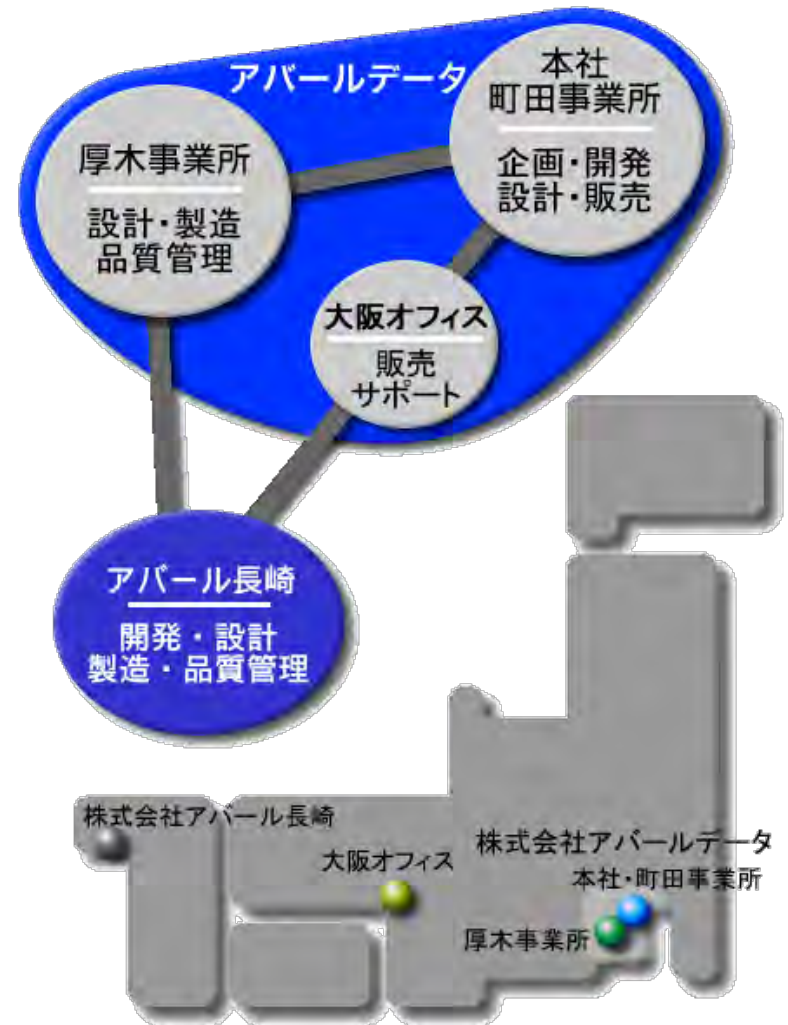 アバールデータ
本社
町田事業所
企画・開発
設計・販売
厚木事業所
設計・製造
品質管理
大阪オフィス
販売
サポート
アバール長崎
開発・設計
製造・品質管理
株式会社アバール長崎
大阪オフィス
株式会社アバールデータ
本社・町田事業所
厚木事業所